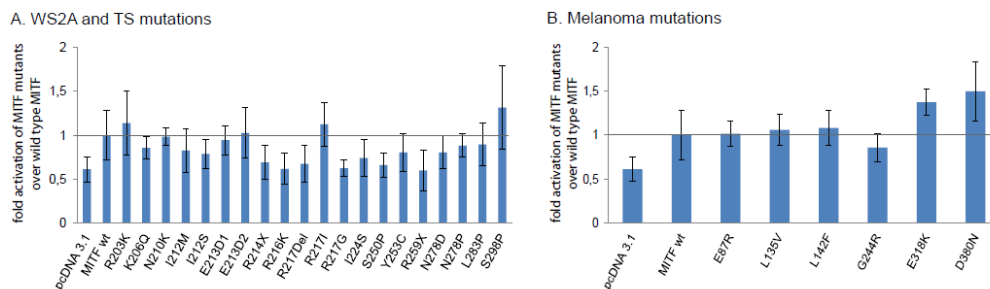 A. WS2A and TS mutations
fold activation of MITF mutants
over wild type MITF
2
1,5
1
0,5
0
pcDNA 3.1
MITF wt
R203K
K206Q
N210K
I212M
I212S
E213D1
E213D2
R214X
R216K
R217Del
R217I
R217G
I224S
S250P
Y253C
R259X
N278D
N278P
L283P
S298P
B. Melanoma mutations
fold activation of MITF mutants
over wild type MITF
2
1,5
1
0,5
0
pcDNA 3.1
MITF wt
E87R
L135V
L142F
G244R
E318K
D380N